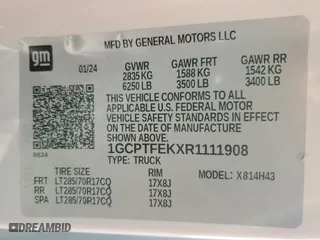 gm
MFD BY GENERAL MOTORS LLC
01/24 GVWR GAWR FRT GAWR RR
2835 KG 1588 KG 1542 KG
6250 LB 3500 LB 3400 LB
THIS VEHICLE CONFORMS TO ALL
APPLICABLE U.S. FEDERAL MOTOR
VEHICLE SAFETY STANDARDS IN
EFFECT ON THE DATE OF
MANUFACTURE SHOWN ABOVE.
1GCPTFEKXR1111908
TYPE: TRUCK
TIRE SIZE RIM MODEL: X814H43
FRT LT285/70R17CQ 17X8J
RR LT285/70R17CQ 17X8J
SPA LT285/70R17CQ 17X8J
DREAMBID